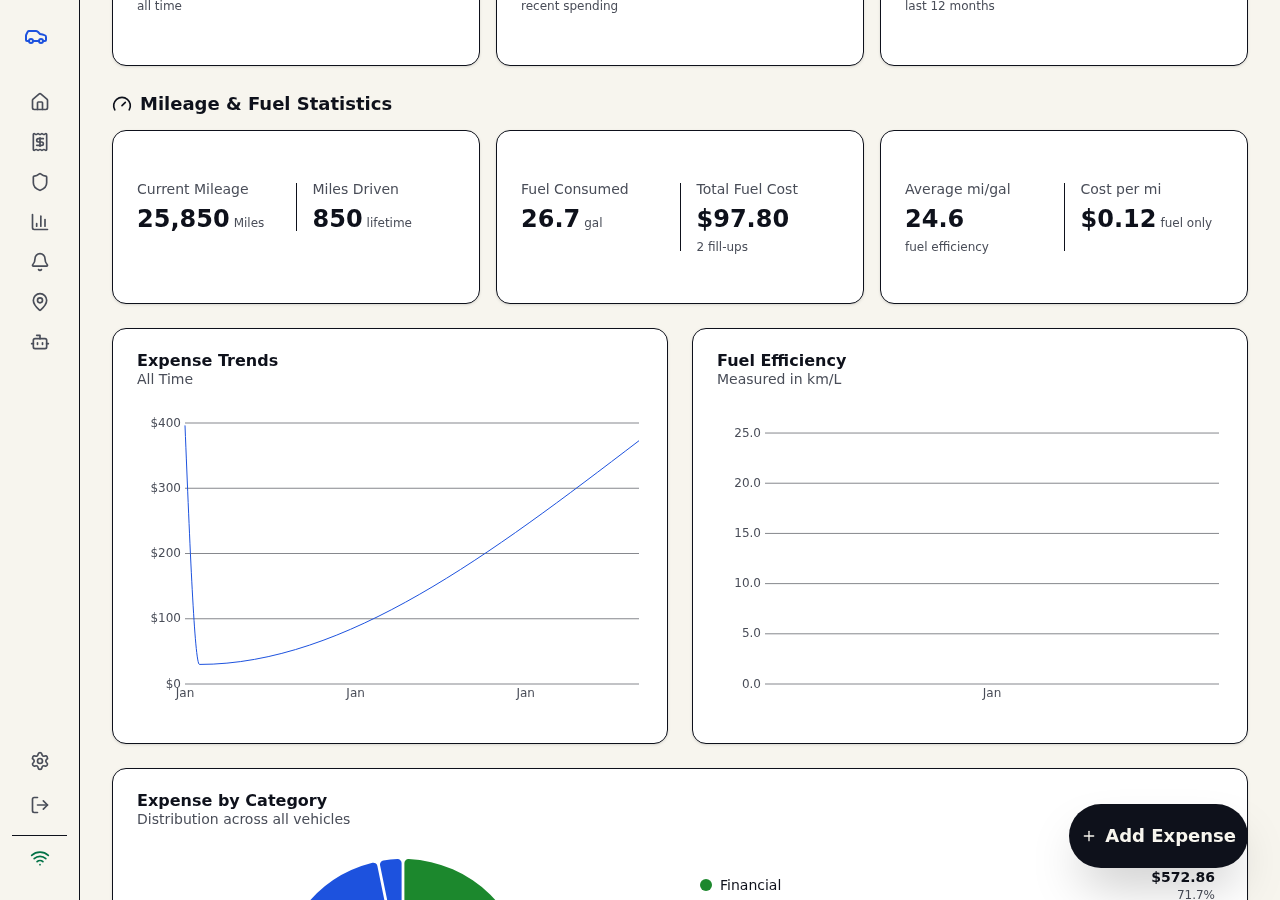 all time
recent spending
last 12 months
Mileage & Fuel Statistics
Current Mileage
25,850 Miles
Miles Driven
850 lifetime
Fuel Consumed
26.7 gal
Total Fuel Cost
$97.80
2 fill-ups
Average mi/gal
24.6
fuel efficiency
Cost per mi
$0.12 fuel only
Expense Trends
All Time
$400
$300
$200
$100
$0
Jan
Jan
Jan
Fuel Efficiency
Measured in km/L
25.0
20.0
15.0
10.0
5.0
0.0
Jan
Expense by Category
Distribution across all vehicles
Add Expense
Financial
$572.86
71.7%